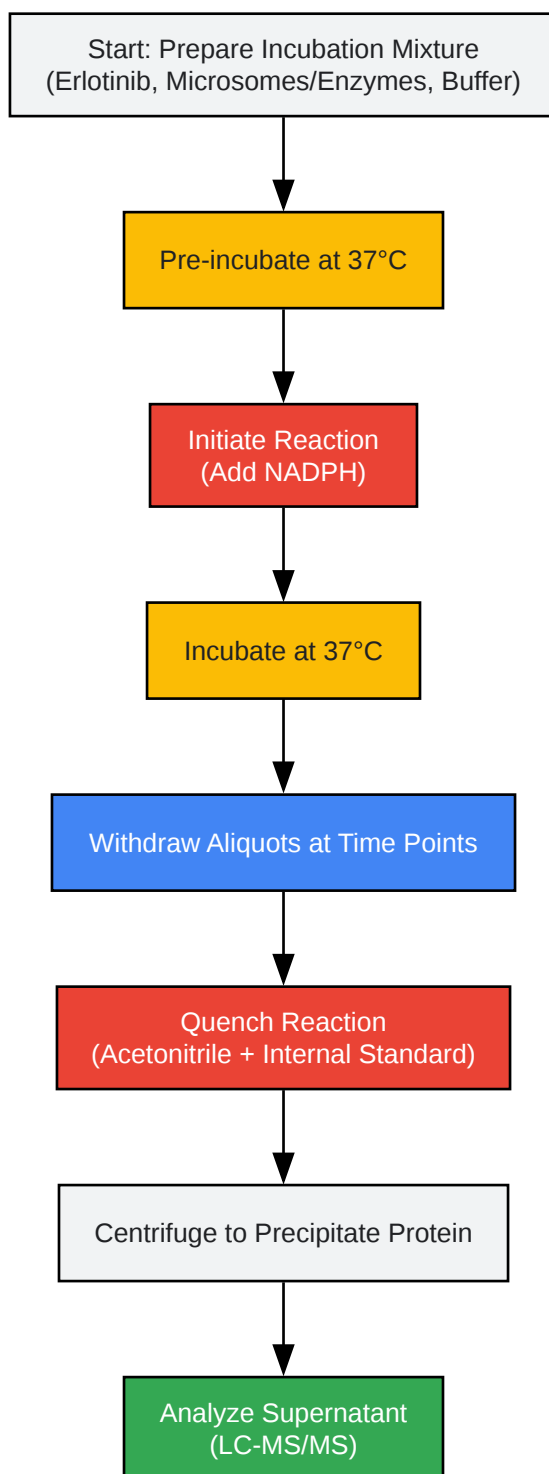 Start: Prepare Incubation Mixture
(Erlotinib, Microsomes/Enzymes, Buffer)
Pre-incubate at 37°C
Initiate Reaction
(Add NADPH)
Incubate at 37°C
Withdraw Aliquots at Time Points
Quench Reaction
(Acetonitrile + Internal Standard)
Centrifuge to Precipitate Protein
Analyze Supernatant
(LC-MS/MS)